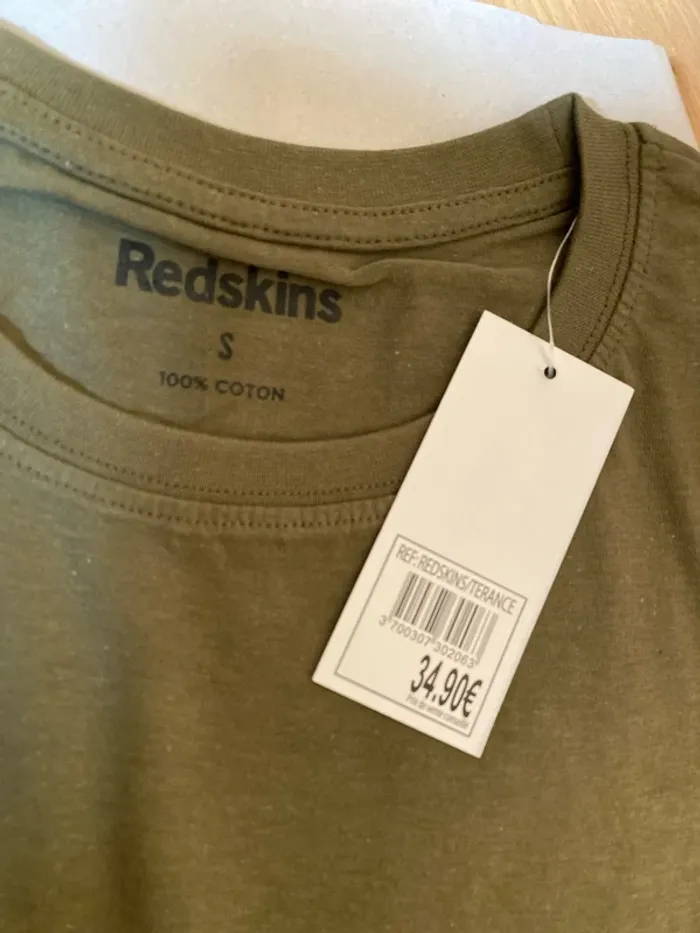 Redskins
S
100% COTON
REF: REDSKINS/TERANCE
3 700307 302063
34.90€
Prix de vente conseillé